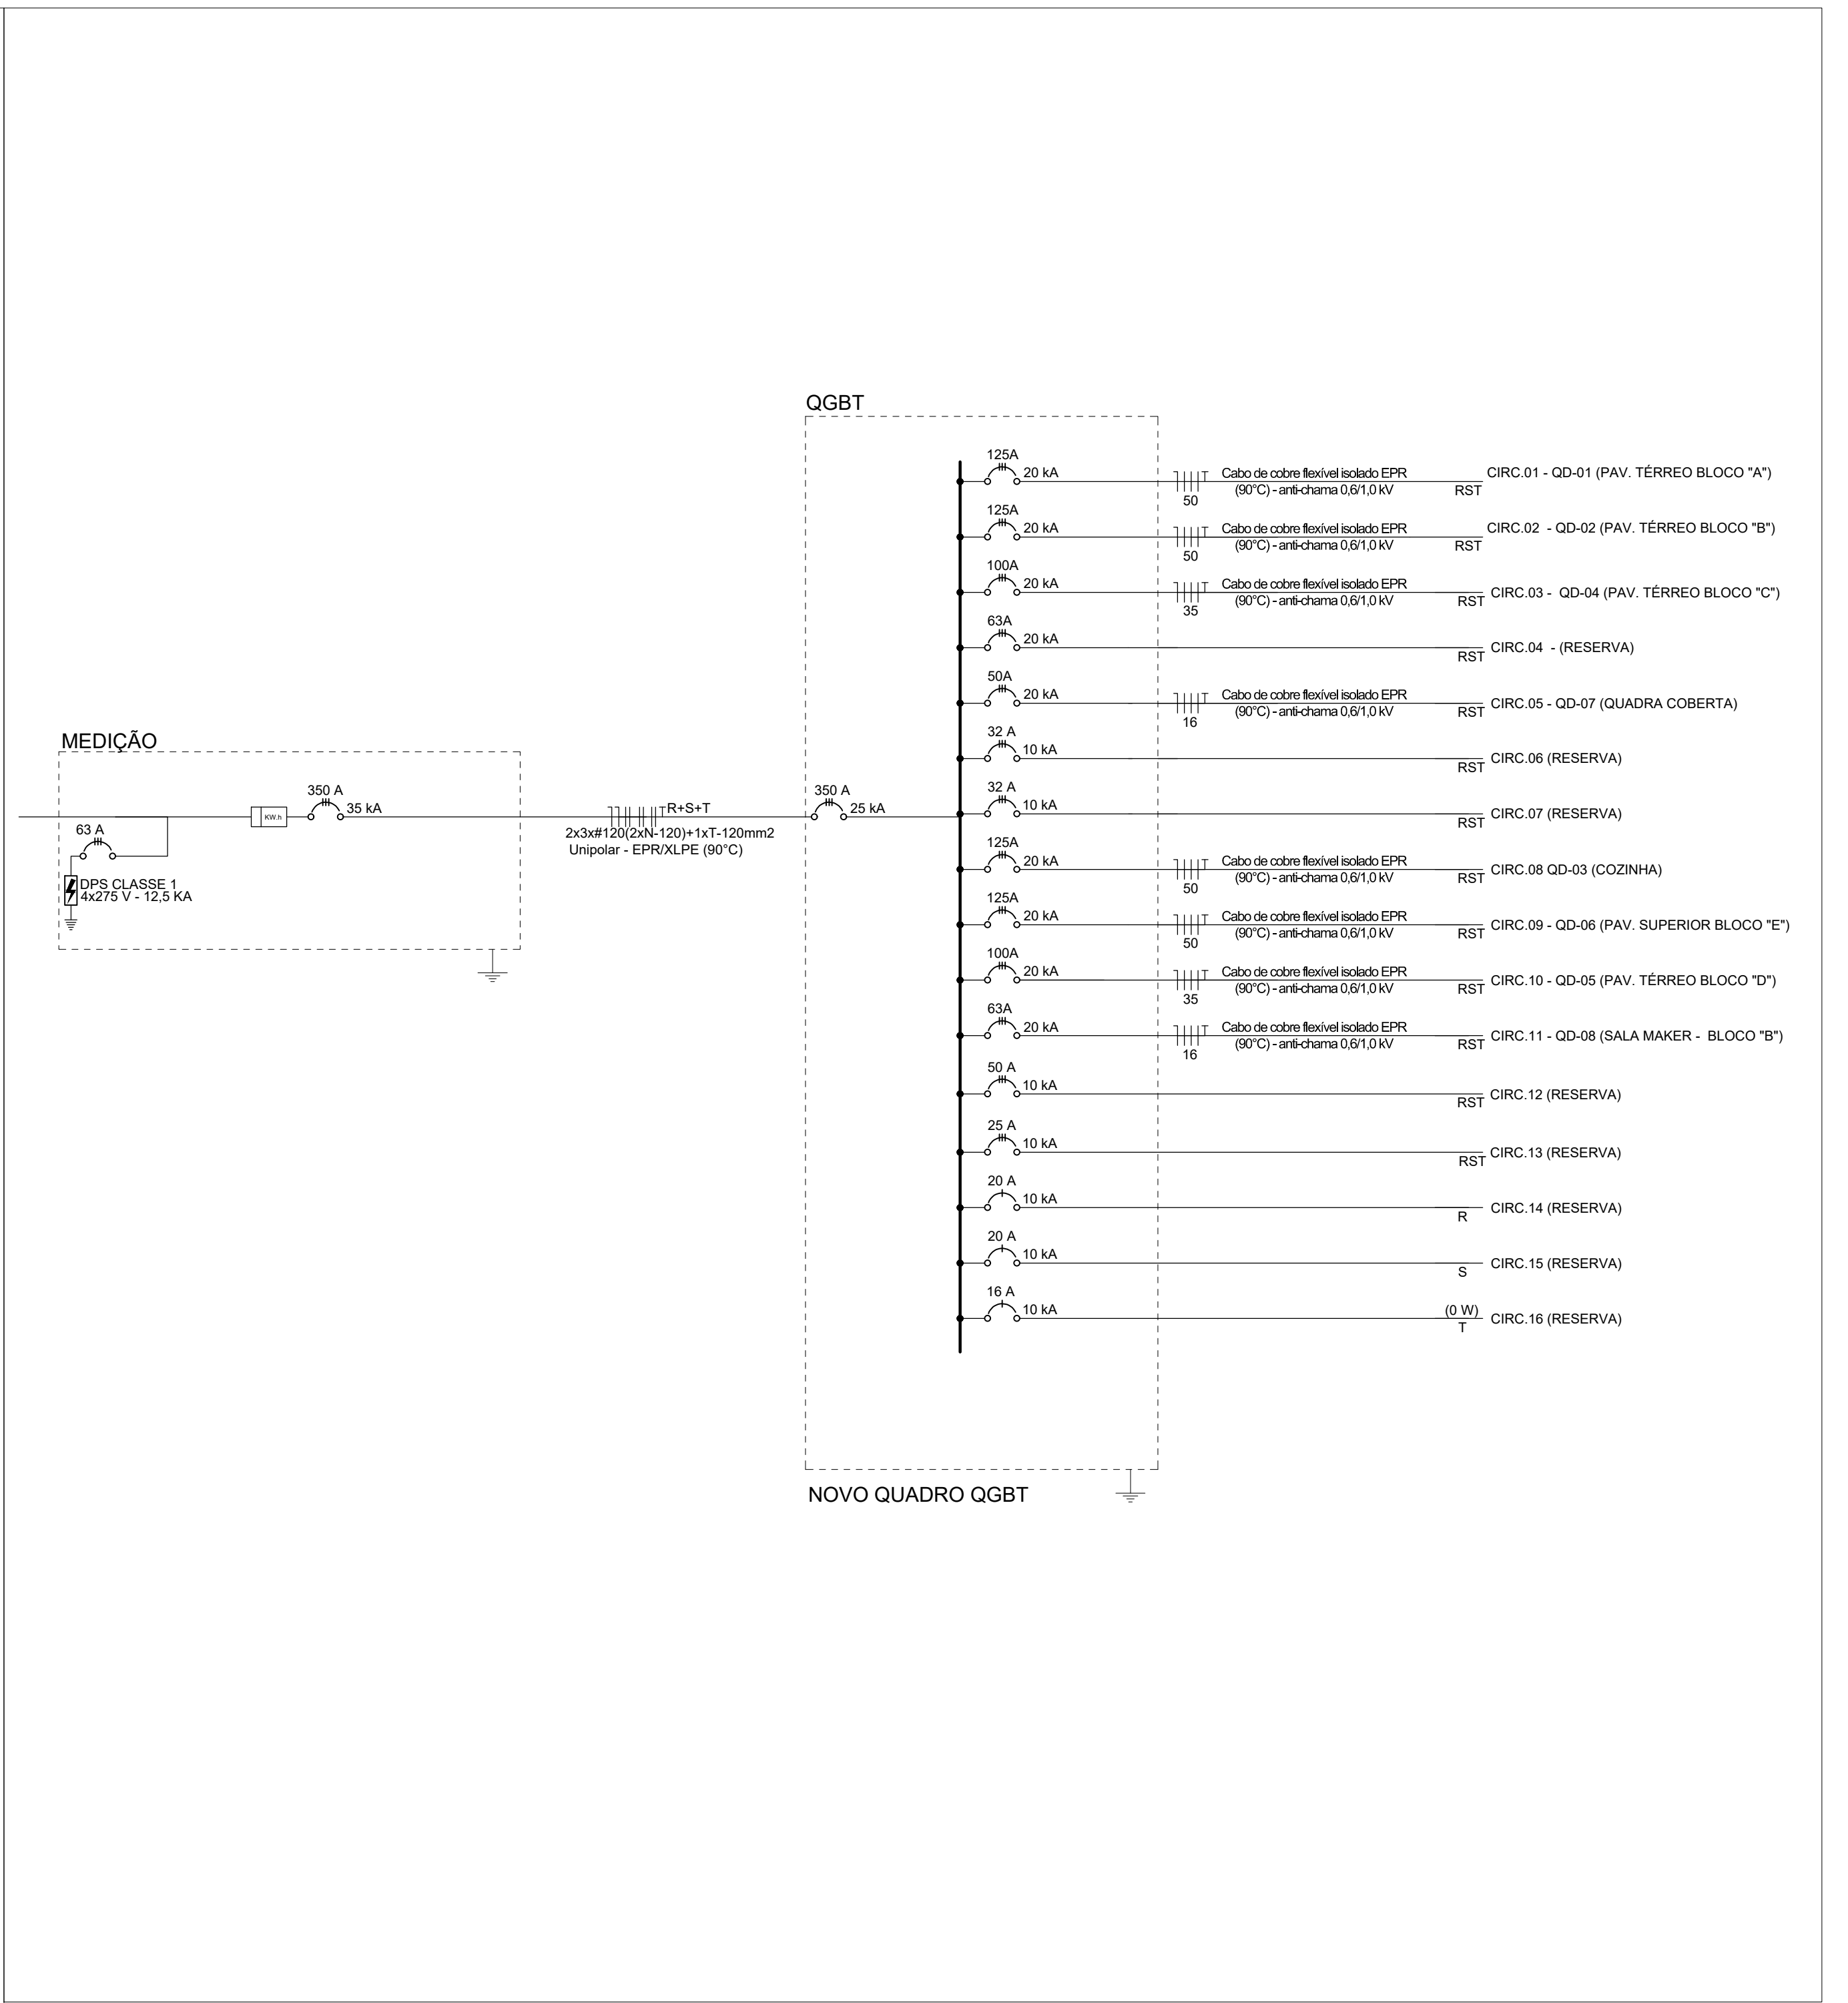 QGBT
125A
20 kA
Cabo de cobre flexível isolado EPR
(90°C) - anti-chama 0,6/1,0 kV
50
RST
CIRC.01 - QD-01 (PAV. TÉRREO BLOCO "A")
125A
20 kA
Cabo de cobre flexível isolado EPR
(90°C) - anti-chama 0,6/1,0 kV
50
RST
CIRC.02 - QD-02 (PAV. TÉRREO BLOCO "B")
100A
20 kA
Cabo de cobre flexível isolado EPR
(90°C) - anti-chama 0,6/1,0 kV
35
RST
CIRC.03 - QD-04 (PAV. TÉRREO BLOCO "C")
63A
20 kA
RST
CIRC.04 - (RESERVA)
50A
20 kA
Cabo de cobre flexível isolado EPR
(90°C) - anti-chama 0,6/1,0 kV
16
RST
CIRC.05 - QD-07 (QUADRA COBERTA)
32 A
10 kA
RST
CIRC.06 (RESERVA)
MEDIÇÃO
350 A
35 kA
KW.h
63 A
DPS CLASSE 1
4x275 V - 12,5 KA
R+S+T
2x3x#120(2xN-120)+1xT-120mm2
Unipolar - EPR/XLPE (90°C)
350 A
25 kA
32 A
10 kA
RST
CIRC.07 (RESERVA)
125A
20 kA
Cabo de cobre flexível isolado EPR
(90°C) - anti-chama 0,6/1,0 kV
50
RST
CIRC.08 QD-03 (COZINHA)
125A
20 kA
Cabo de cobre flexível isolado EPR
(90°C) - anti-chama 0,6/1,0 kV
50
RST
CIRC.09 - QD-06 (PAV. SUPERIOR BLOCO "E")
100A
20 kA
Cabo de cobre flexível isolado EPR
(90°C) - anti-chama 0,6/1,0 kV
35
RST
CIRC.10 - QD-05 (PAV. TÉRREO BLOCO "D")
63A
20 kA
Cabo de cobre flexível isolado EPR
(90°C) - anti-chama 0,6/1,0 kV
16
RST
CIRC.11 - QD-08 (SALA MAKER - BLOCO "B")
50 A
10 kA
RST
CIRC.12 (RESERVA)
25 A
10 kA
RST
CIRC.13 (RESERVA)
20 A
10 kA
R
CIRC.14 (RESERVA)
20 A
10 kA
S
CIRC.15 (RESERVA)
16 A
10 kA
(0 W)
T
CIRC.16 (RESERVA)
NOVO QUADRO QGBT